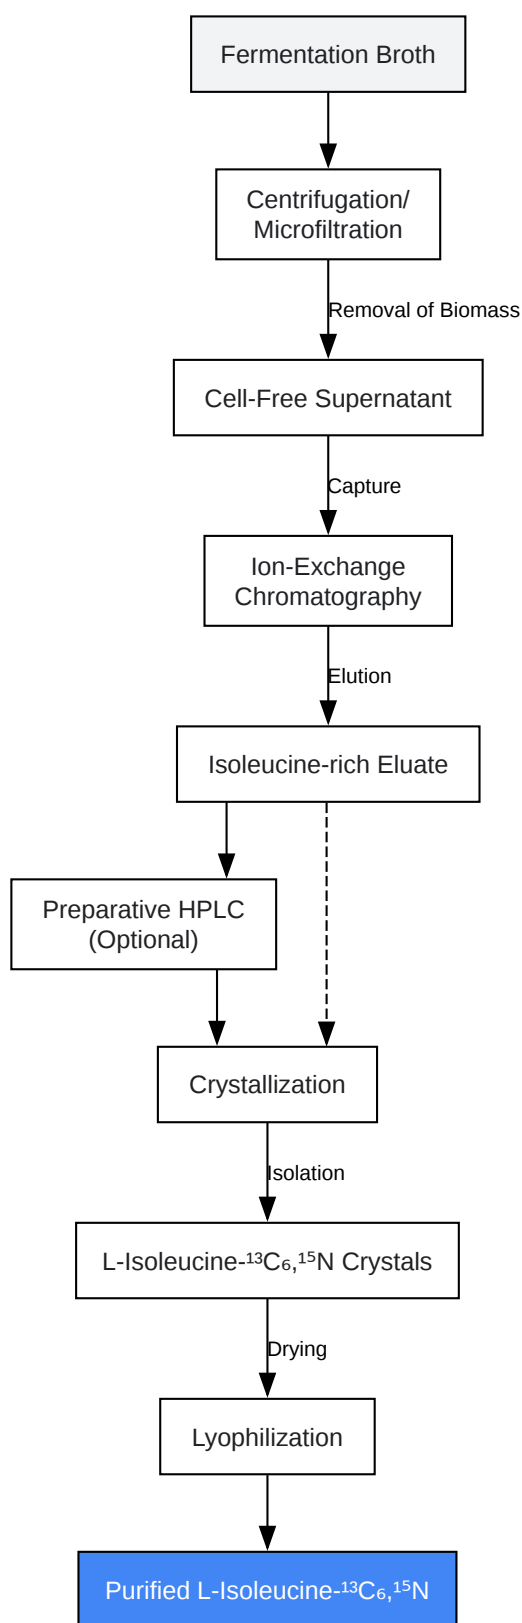 Fermentation Broth
Centrifugation/
Microfiltration
Removal of Biomass
Cell-Free Supernatant
Capture
Ion-Exchange
Chromatography
Elution
Isoleucine-rich Eluate
Preparative HPLC
(Optional)
Crystallization
Isolation
L-Isoleucine-¹³C₆,¹⁵N Crystals
Drying
Lyophilization
Purified L-Isoleucine-¹³C₆,¹⁵N